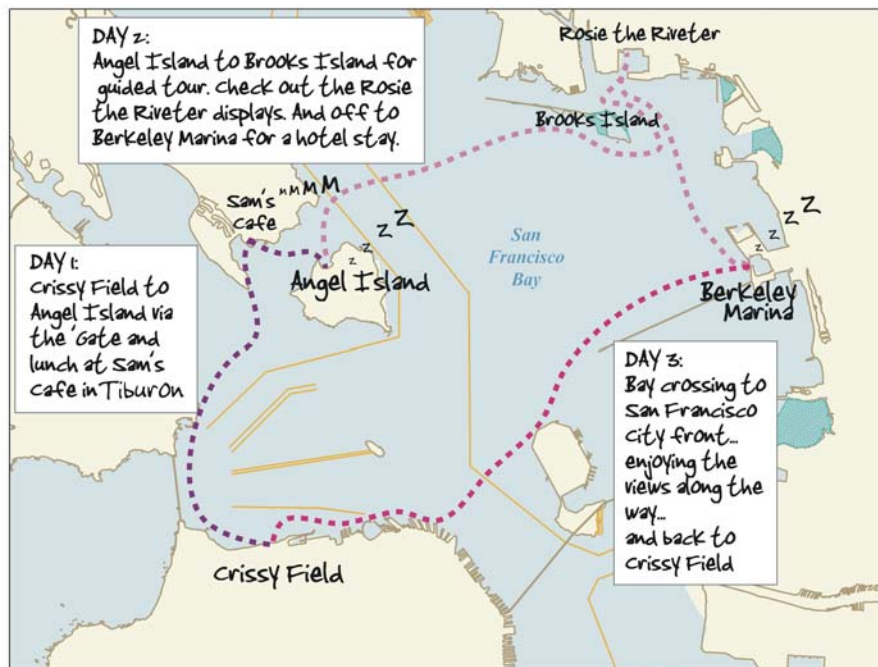 DAY 2:
Angel Island to Brooks Island for
guided tour. Check out the Rosie
the Riveter displays. And off to
Berkeley Marina for a hotel stay.
Rosie the Riveter
Brooks Island
Sam's
Cafe
MMMM
zzzZ
Angel Island
San
Francisco
Bay
zzzZ
Berkeley
Marina
DAY 1:
Crissy Field to
Angel Island via
the 'Gate and
lunch at Sam's
Cafe in Tiburon
DAY 3:
Bay crossing to
San Francisco
City front...
enjoying the
views along the
way...
and back to
Crissy Field
Crissy Field